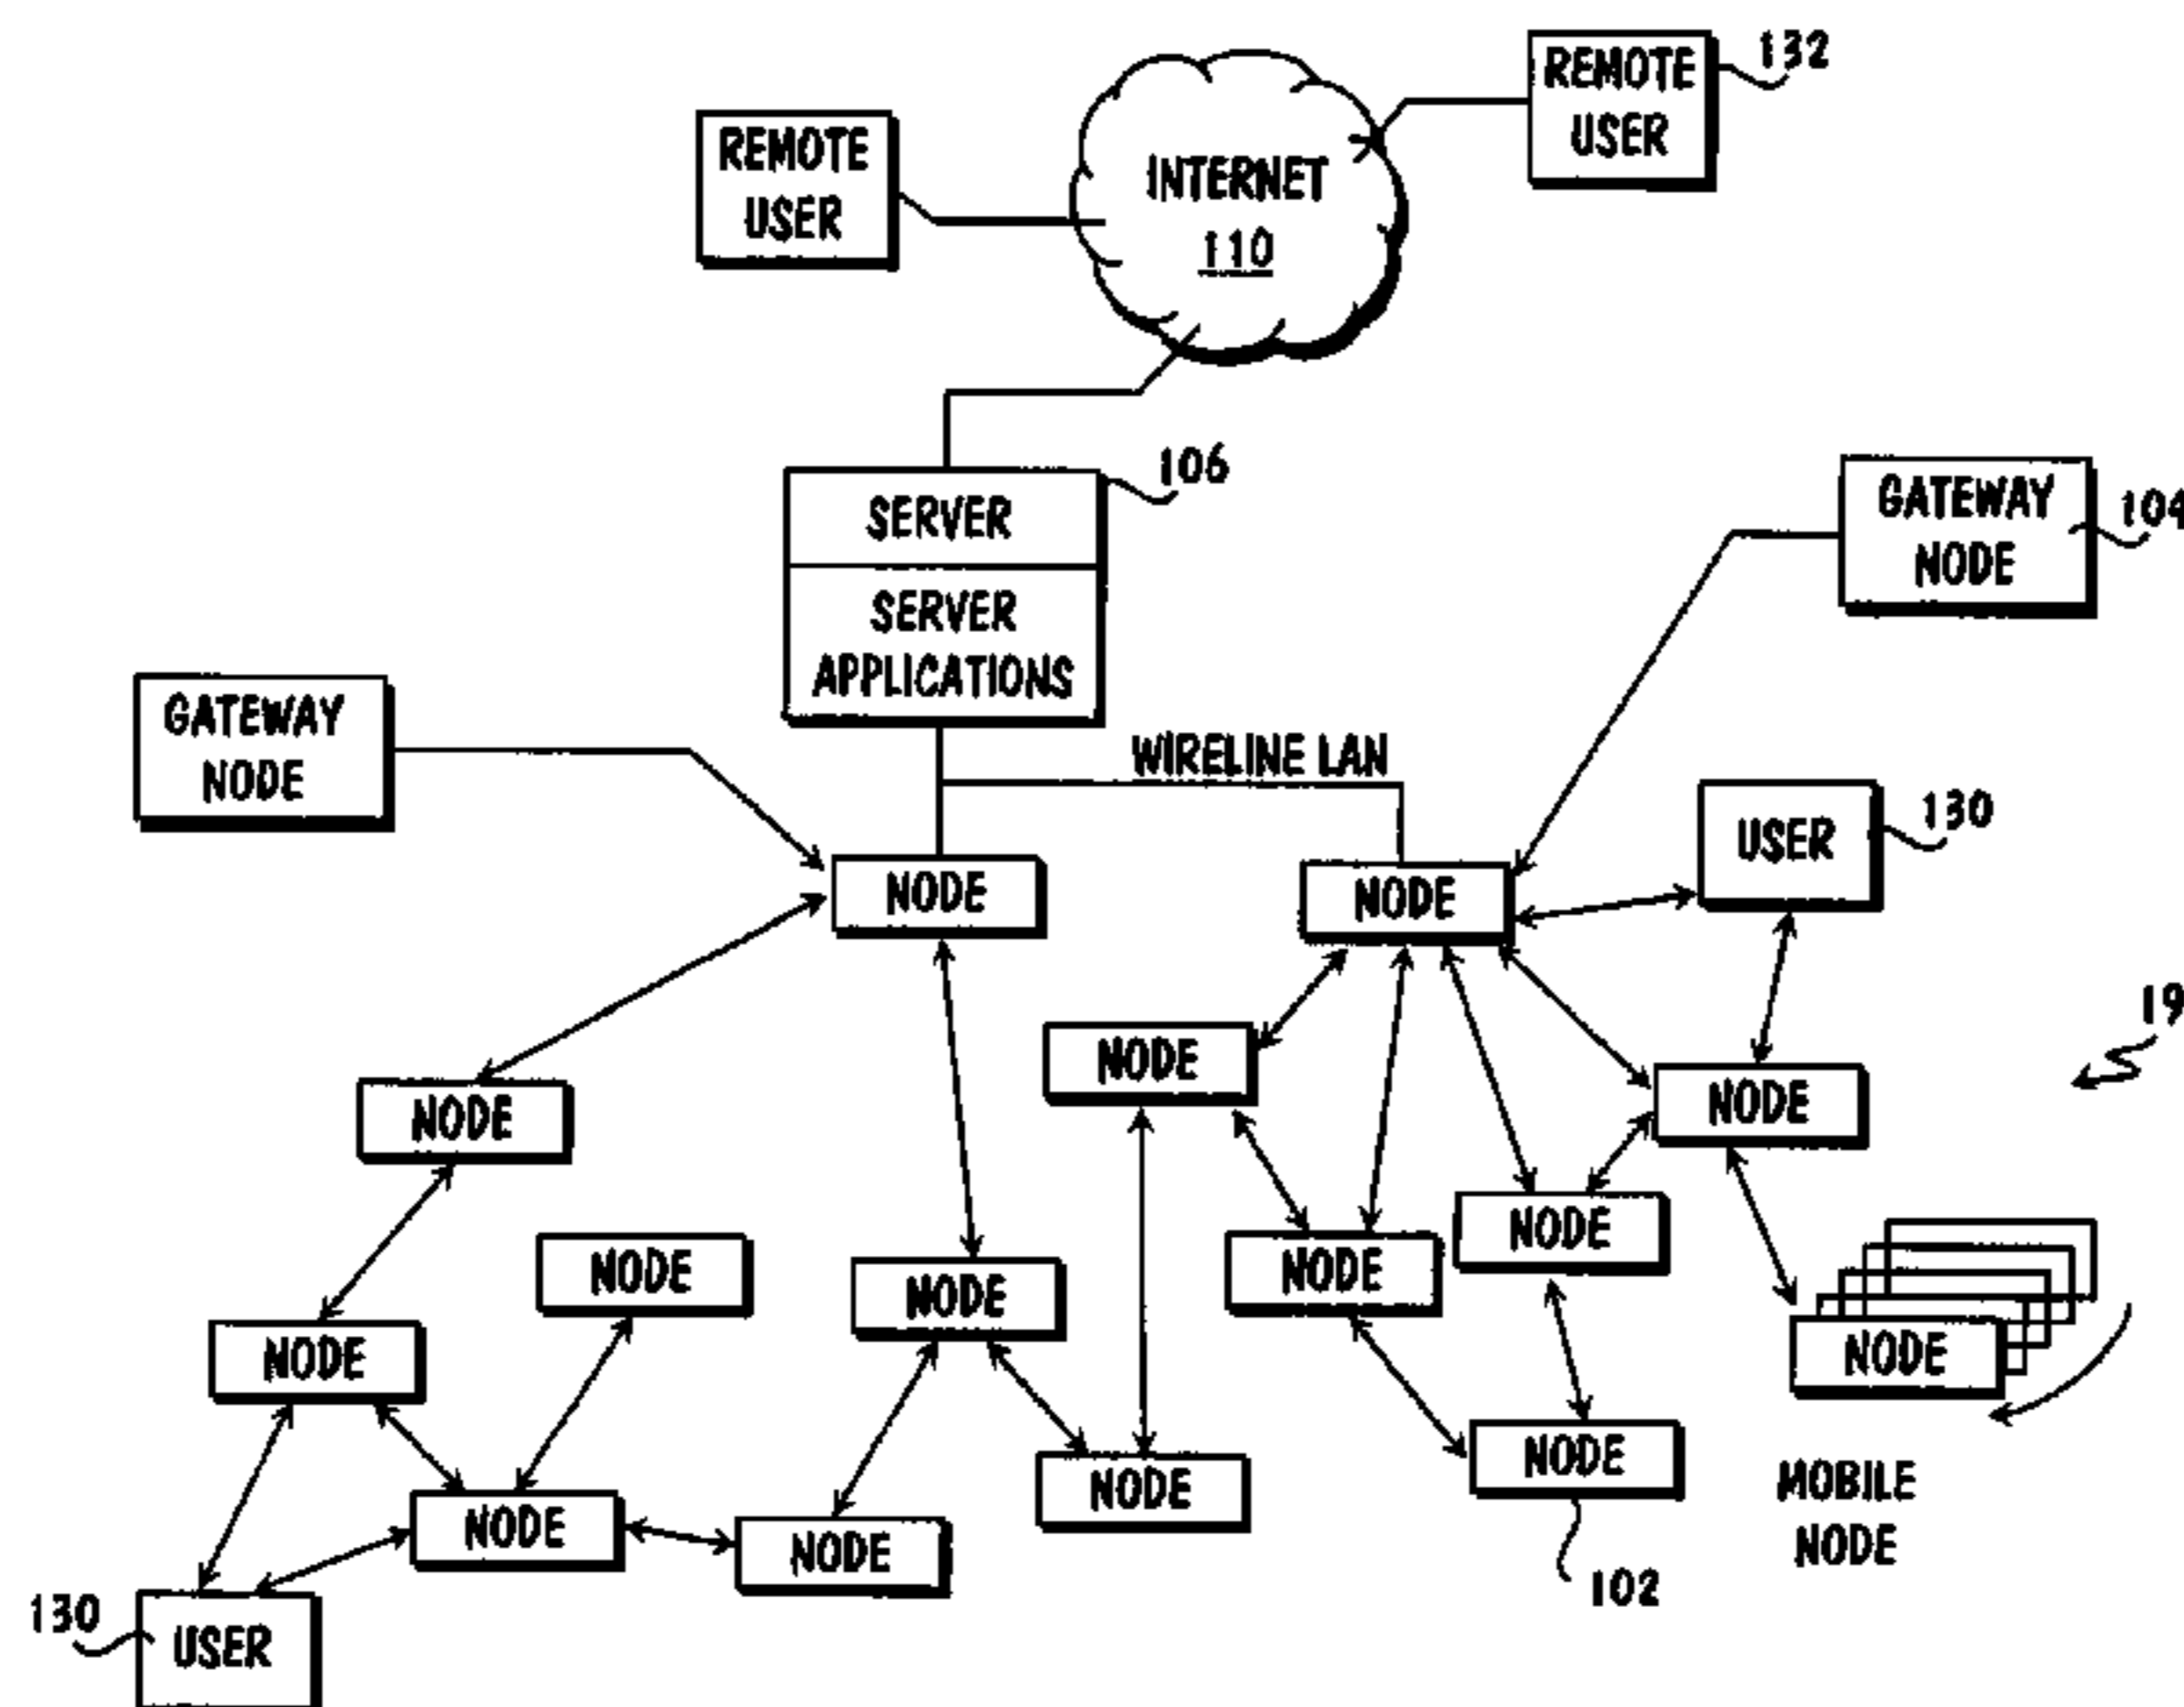 132
REMOTE
USER
REMOTE
USER
INTERNET
110
106
SERVER
SERVER
APPLICATIONS
GATEWAY
NODE
104
GATEWAY
NODE
WIRELINE LAN
USER
130
NODE
NODE
19
NODE
NODE
NODE
NODE
NODE
NODE
NODE
NODE
NODE
NODE
NODE
NODE
NODE
MOBILE
NODE
102
130
USER